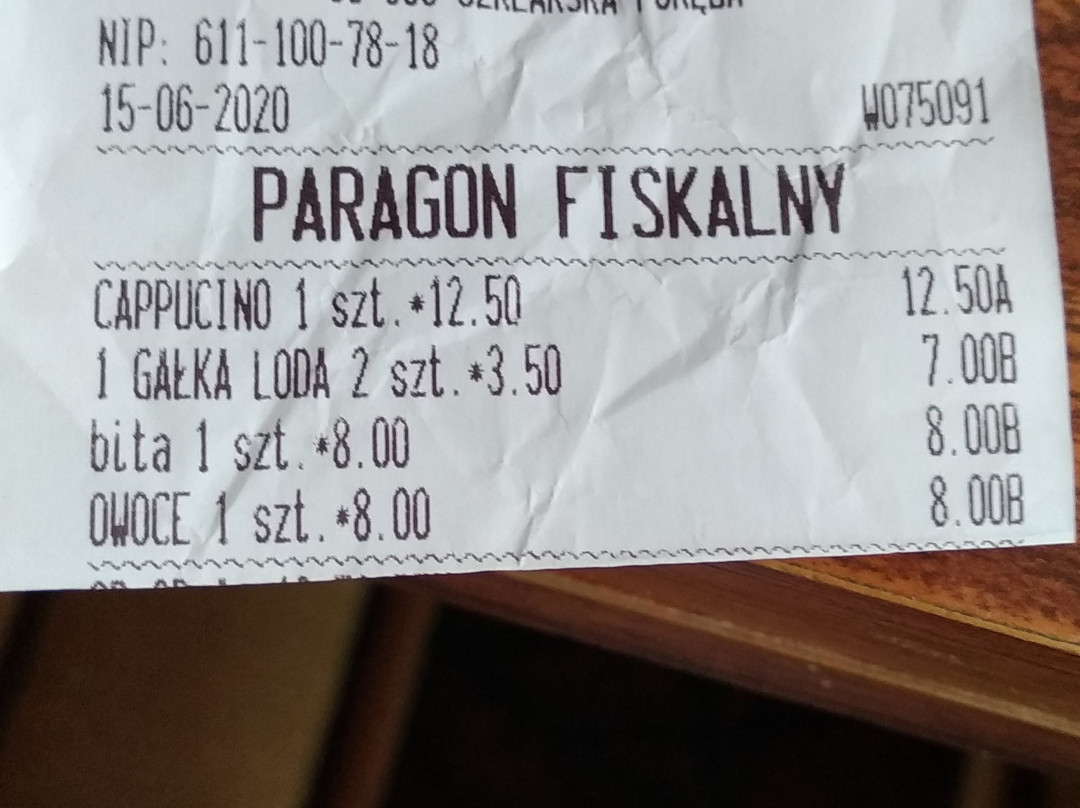 SZKLARSKA PORĘBA
NIP: 611-100-78-18
15-06-2020 W075091
PARAGON FISKALNY
CAPPUCINO 1 szt.*12.50 12.50A
1 GAŁKA LODA 2 szt.*3.50 7.00B
bita 1 szt.*8.00 8.00B
OWOCE 1 szt.*8.00 8.00B